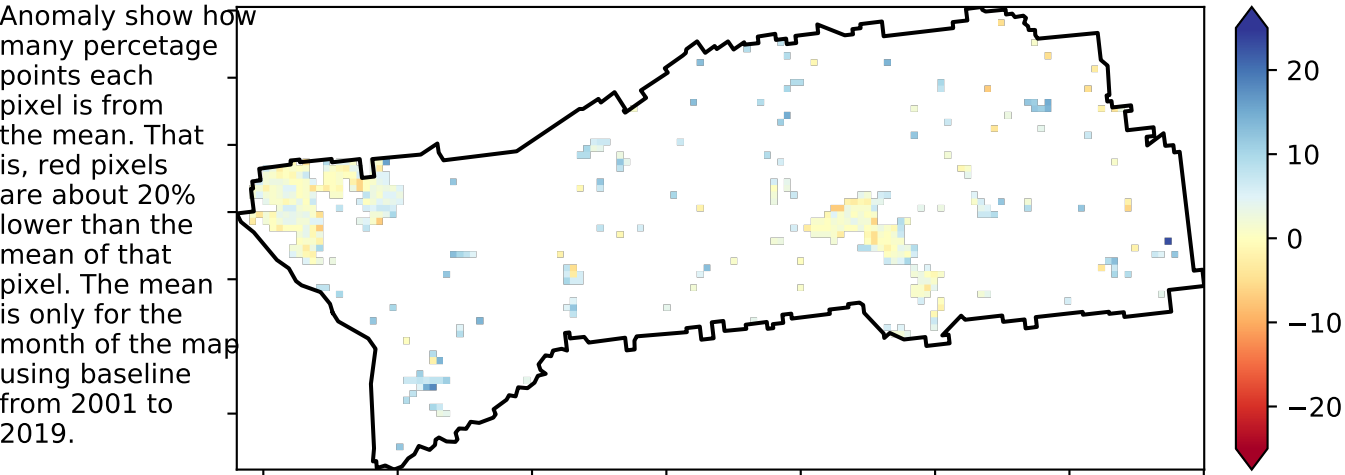 Anomaly show how
many percetage
points each
pixel is from
the mean. That
is, red pixels
are about 20%
lower than the
mean of that
pixel. The mean
is only for the
month of the map
using baseline
from 2001 to
2019.
20
10
0
−10
−20